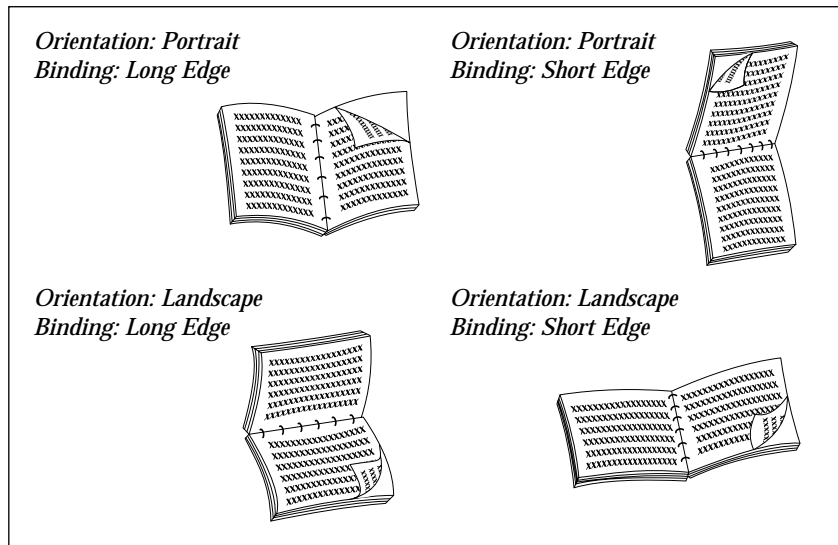 Orientation: Portrait
Binding: Long Edge
Orientation: Portrait
Binding: Short Edge
Orientation: Landscape
Binding: Long Edge
Orientation: Landscape
Binding: Short Edge